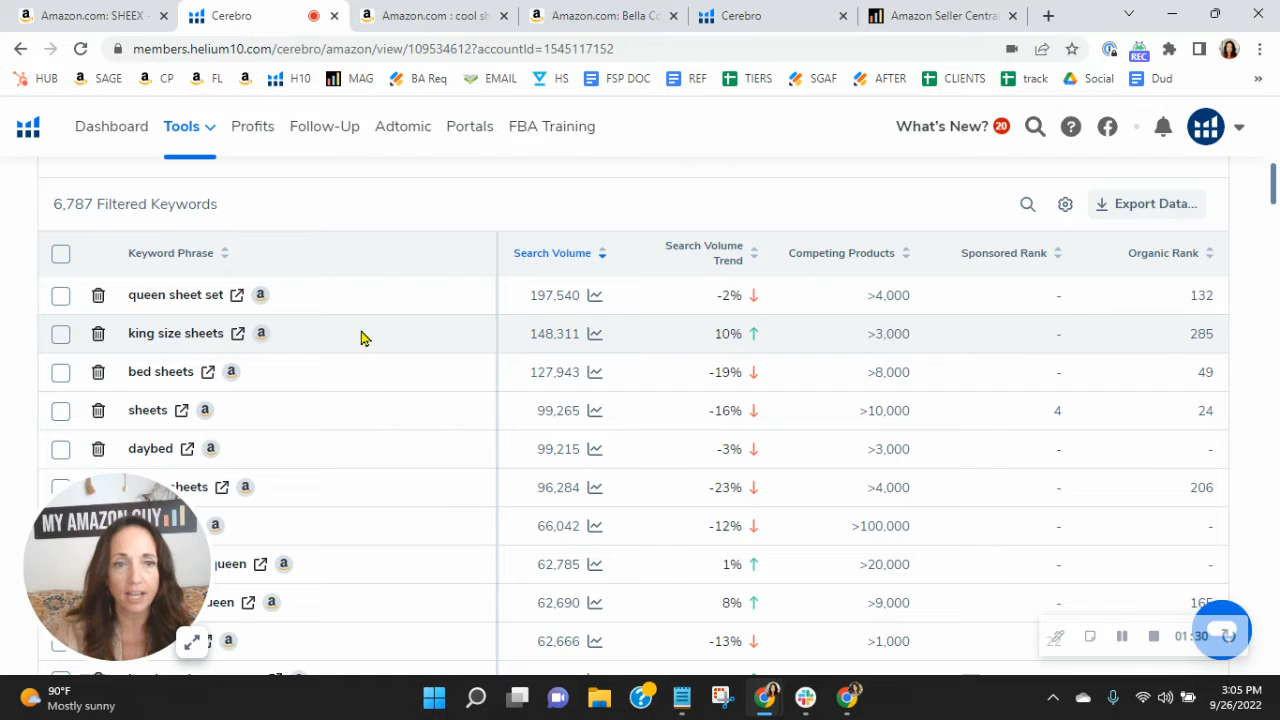 Amazon.com: SHEEX - Cerebro Amazon.com : cool sh Amazon.com: Bella Co Cerebro Amazon Seller Central
members.helium10.com/cerebro/amazon/view/109534612?accountId=1545117152
REC
HUB SAGE CP FL H10 MAG BA Req EMAIL HS FSP DOC REF TIERS SGAF AFTER CLIENTS track Social Dud »
Dashboard Tools Profits Follow-Up Adtomic Portals FBA Training What's New? 20
6,787 Filtered Keywords Export Data...
Keyword Phrase Search Volume Search Volume Trend Competing Products Sponsored Rank Organic Rank
queen sheet set 197,540 -2% >4,000 - 132
king size sheets 148,311 10% >3,000 - 285
bed sheets 127,943 -19% >8,000 - 49
sheets 99,265 -16% >10,000 4 24
daybed 99,215 -3% >3,000 - -
sheets 96,284 -23% >4,000 - 206
66,042 -12% >100,000 - -
queen 62,785 1% >20,000 - -
ueen 62,690 8% >9,000 - 165
62,666 -13% >1,000
MY AMAZON GUY
01:30
90°F
Mostly sunny
3:05 PM
9/26/2022